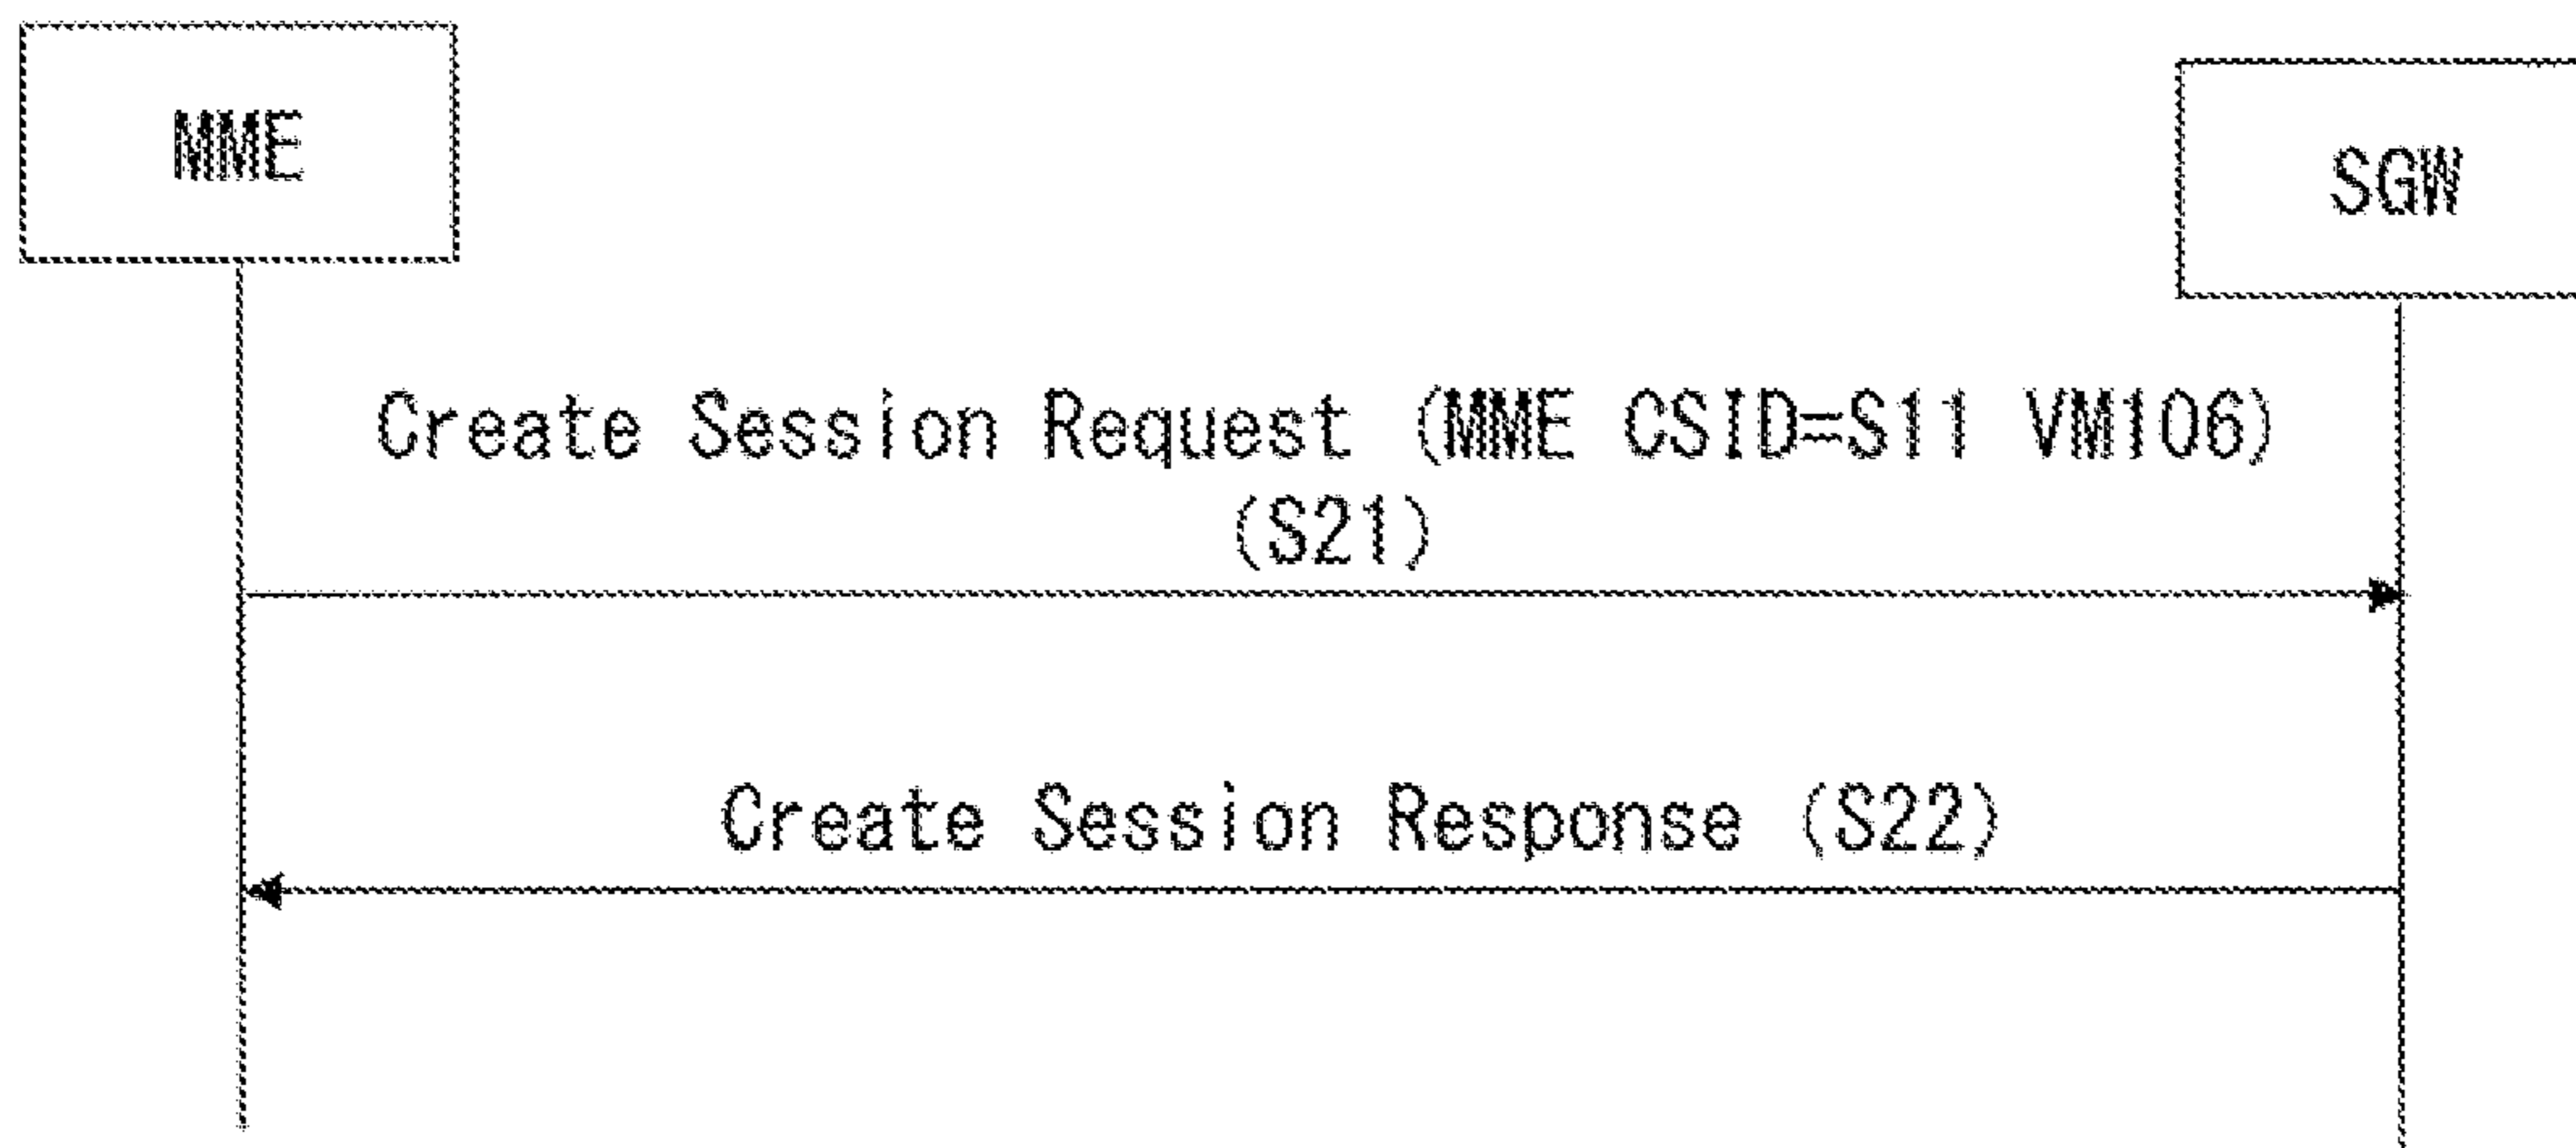 MME
SGW
Create Session Request (MME CSID=S11 VM106)
(S21)
Create Session Response (S22)